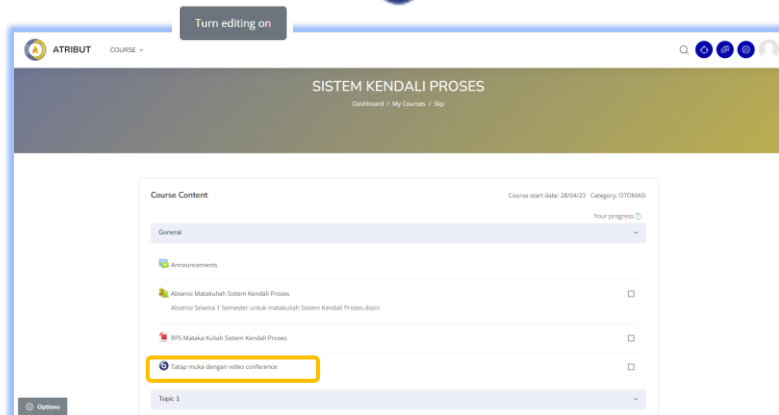 Turn editing on
ATRIBUT
COURSE
SISTEM KENDALI PROSES
Dashboard / My Courses / Skp
Course Content
Course start date: 28/04/23 Category: OTOMASI
Your progress
General
Announcements
Absensi Matakuliah Sistem Kendali Proses
Absensi Selama 1 Semester untuk matakuliah Sistem Kendali Proses disini
RPS Mataka Kuliah Sistem Kendali Proses
Tatap muka dengan video conference
Topic 1
Options